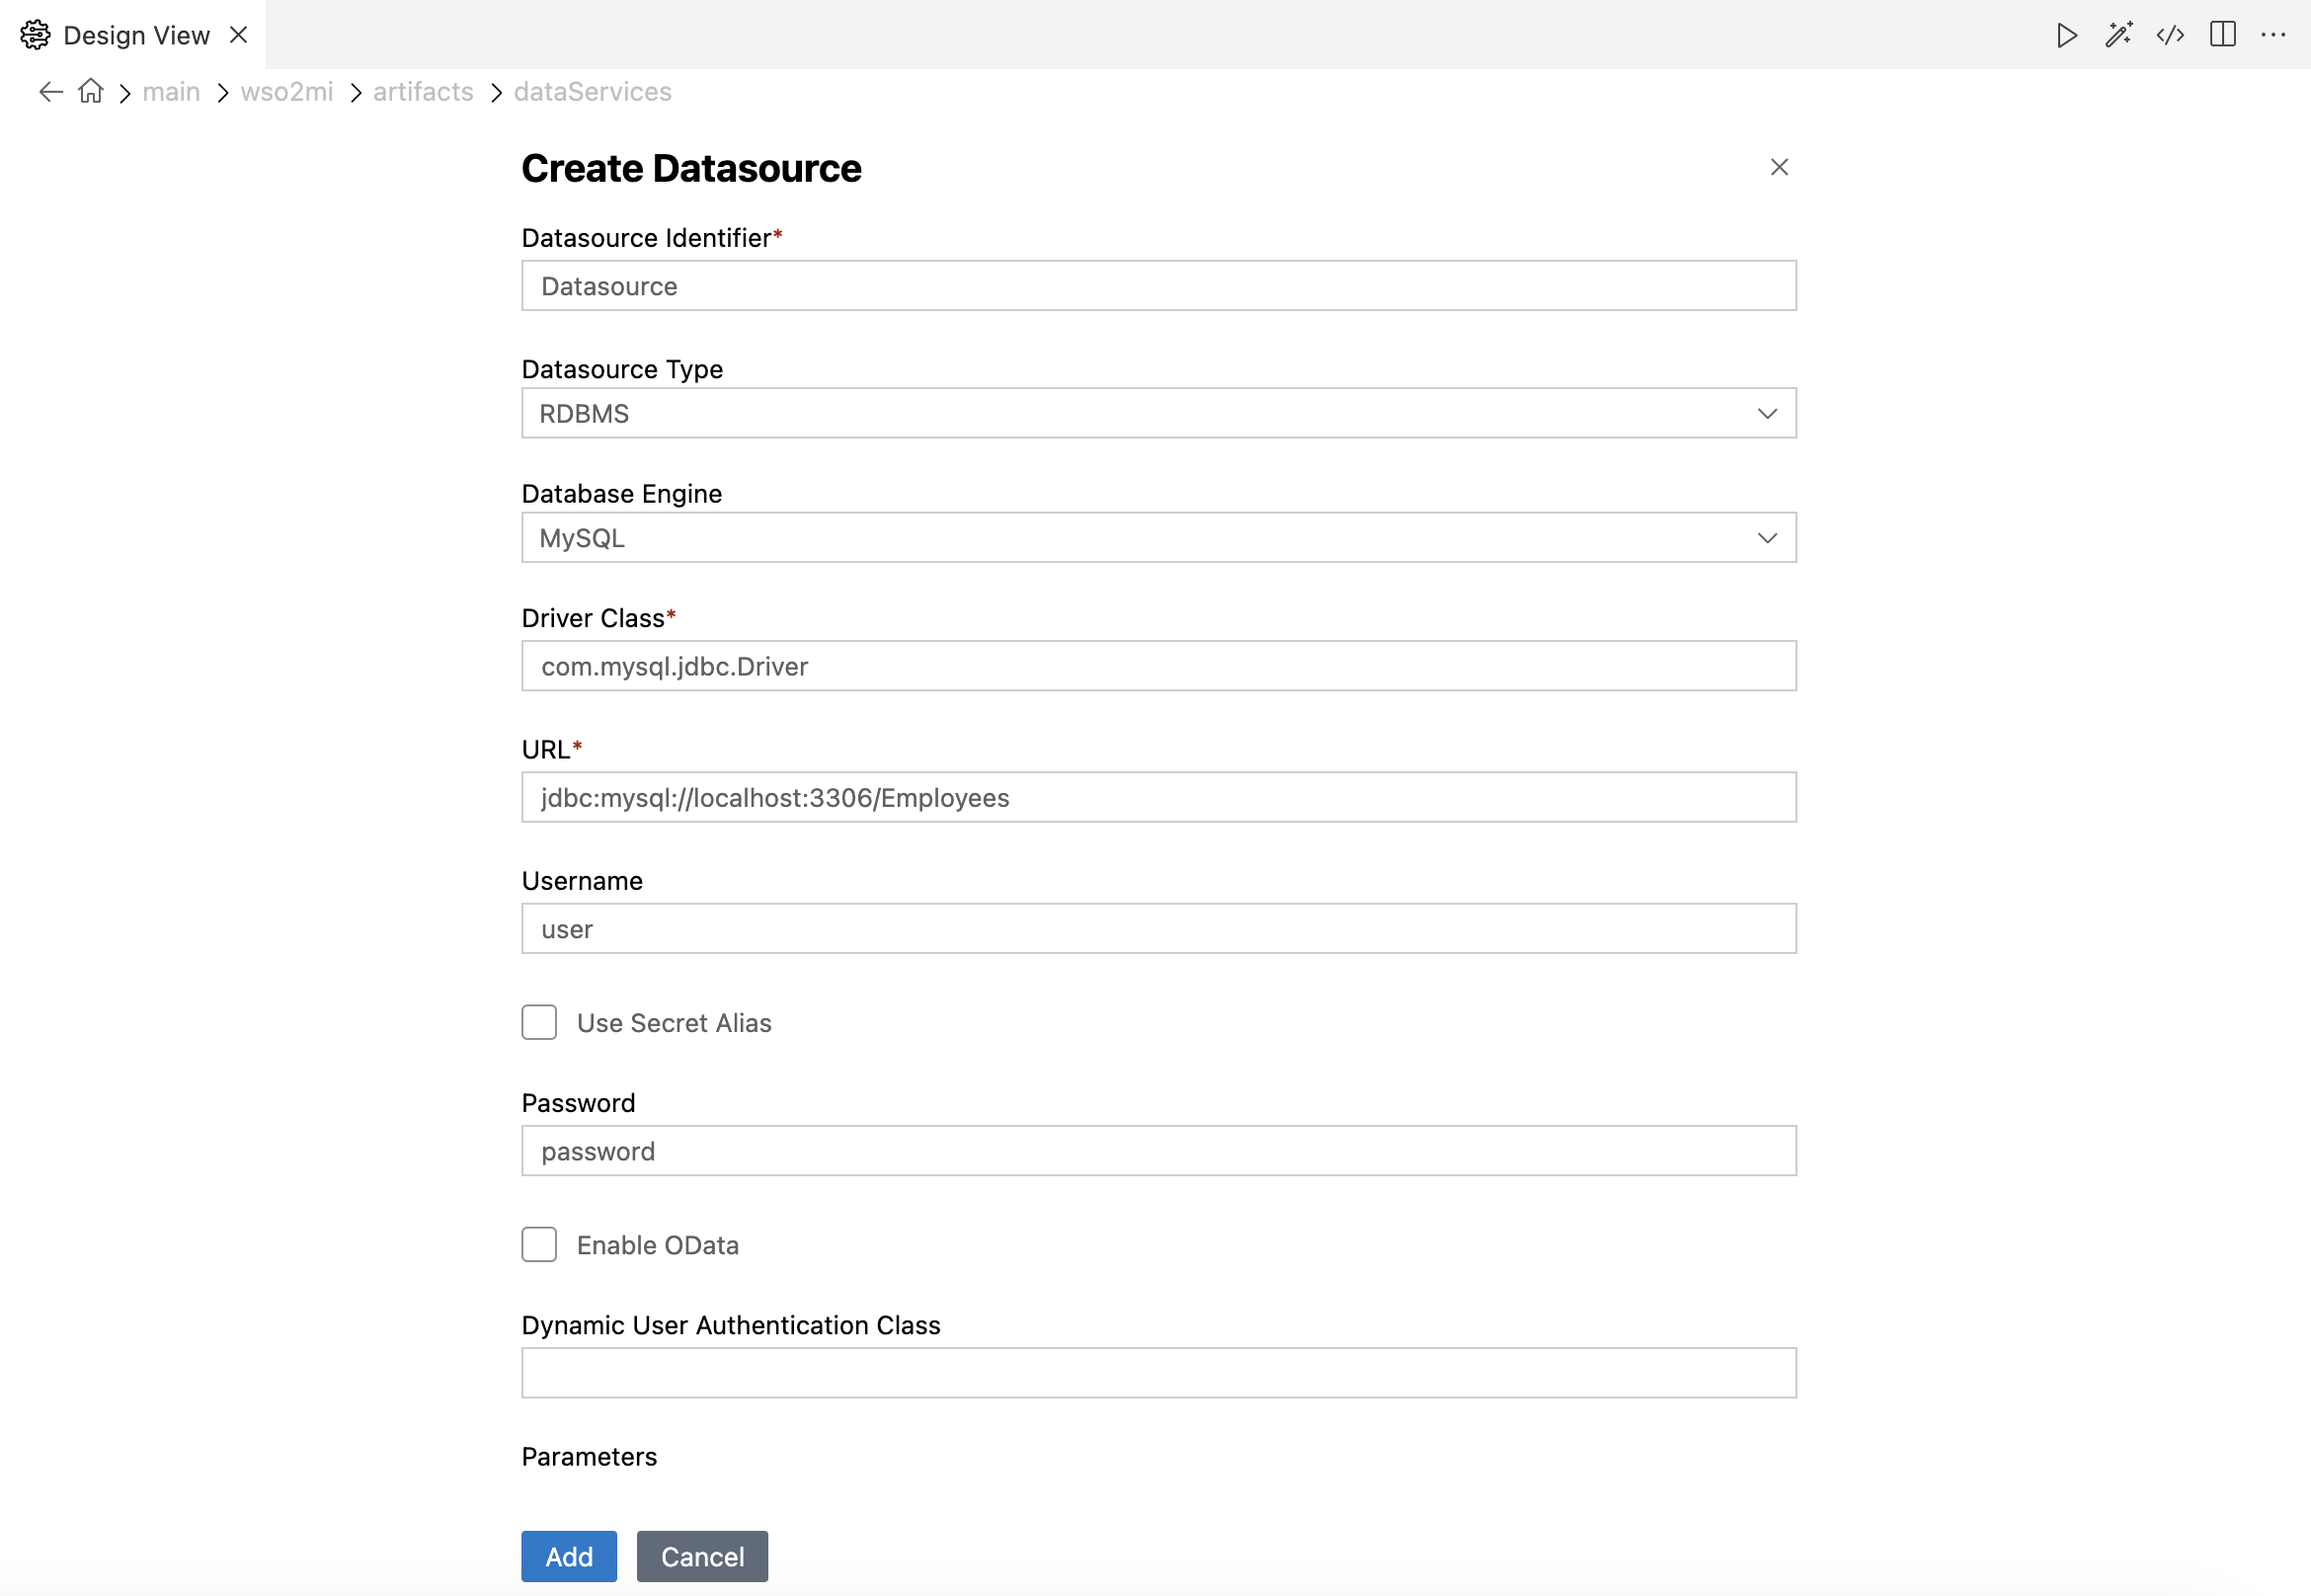 Design View
main wso2mi artifacts dataServices
Create Datasource
Datasource Identifier*
Datasource
Datasource Type
RDBMS
Database Engine
MySQL
Driver Class*
com.mysql.jdbc.Driver
URL*
jdbc:mysql://localhost:3306/Employees
Username
user
Use Secret Alias
Password
password
Enable OData
Dynamic User Authentication Class
Parameters
Add Cancel